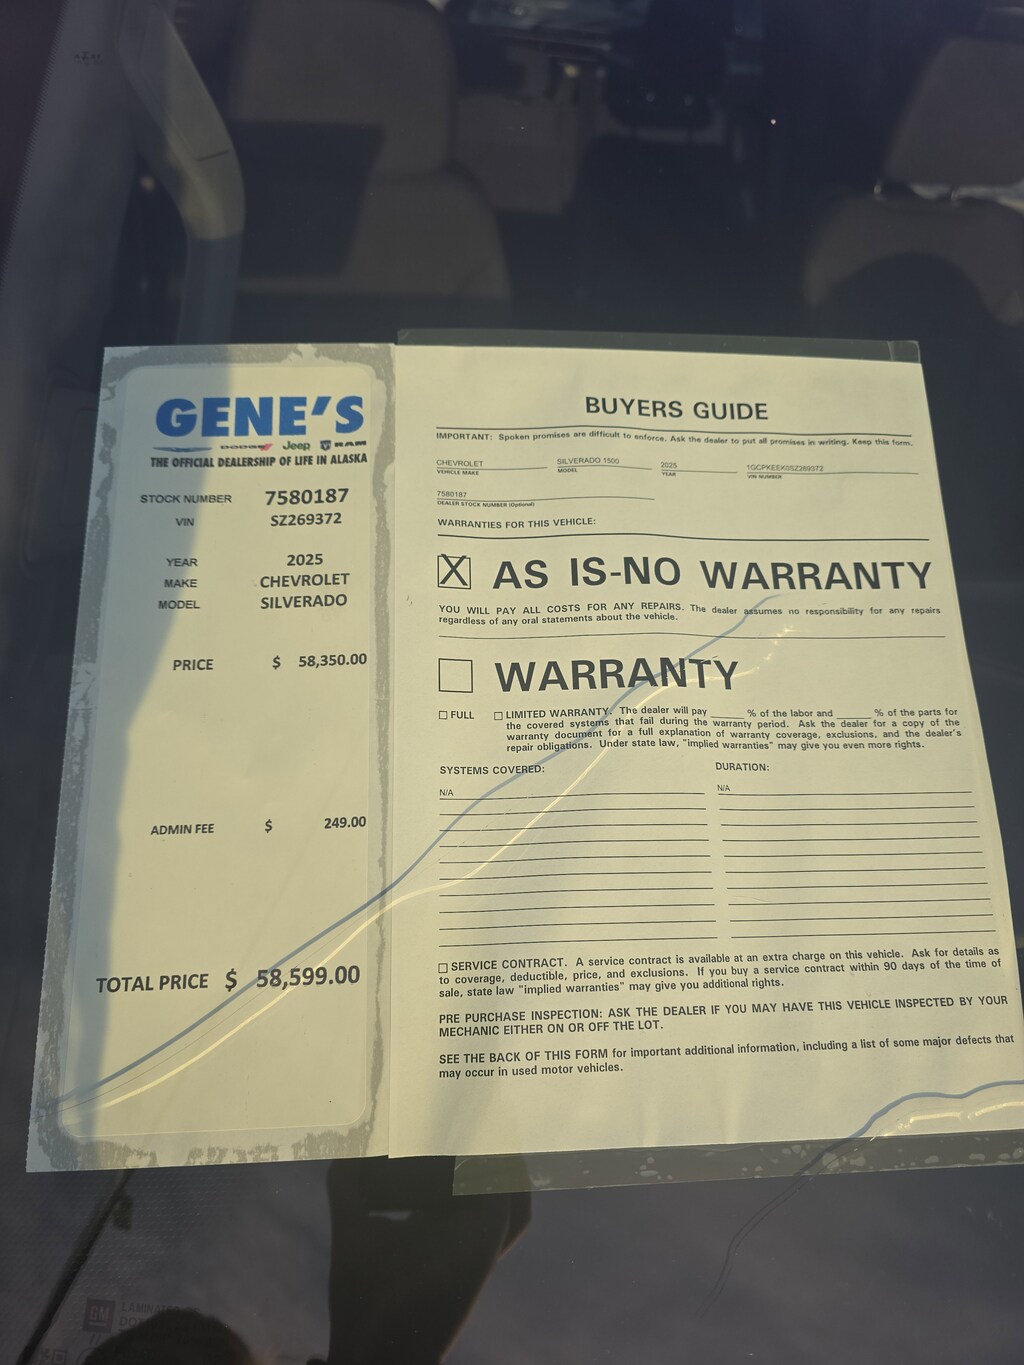 GENE'S
DODGE Jeep RAM
THE OFFICIAL DEALERSHIP OF LIFE IN ALASKA
STOCK NUMBER 7580187
VIN SZ269372
YEAR 2025
MAKE CHEVROLET
MODEL SILVERADO
PRICE $ 58,350.00
ADMIN FEE $ 249.00
TOTAL PRICE $ 58,599.00
BUYERS GUIDE
IMPORTANT: Spoken promises are difficult to enforce. Ask the dealer to put all promises in writing. Keep this form.
CHEVROLET SILVERADO 1500 2025 1GCPKEEK0SZ269372
VEHICLE MAKE MODEL YEAR VIN NUMBER
7580187
DEALER STOCK NUMBER (Optional)
WARRANTIES FOR THIS VEHICLE:
X AS IS-NO WARRANTY
YOU WILL PAY ALL COSTS FOR ANY REPAIRS. The dealer assumes no responsibility for any repairs
regardless of any oral statements about the vehicle.
WARRANTY
FULL LIMITED WARRANTY. The dealer will pay _____ % of the labor and _____ % of the parts for
the covered systems that fail during the warranty period. Ask the dealer for a copy of the
warranty document for a full explanation of warranty coverage, exclusions, and the dealer's
repair obligations. Under state law, "implied warranties" may give you even more rights.
SYSTEMS COVERED: DURATION:
N/A N/A
SERVICE CONTRACT. A service contract is available at an extra charge on this vehicle. Ask for details as
to coverage, deductible, price, and exclusions. If you buy a service contract within 90 days of the time of
sale, state law "implied warranties" may give you additional rights.
PRE PURCHASE INSPECTION: ASK THE DEALER IF YOU MAY HAVE THIS VEHICLE INSPECTED BY YOUR
MECHANIC EITHER ON OR OFF THE LOT.
SEE THE BACK OF THIS FORM for important additional information, including a list of some major defects that
may occur in used motor vehicles.
GM